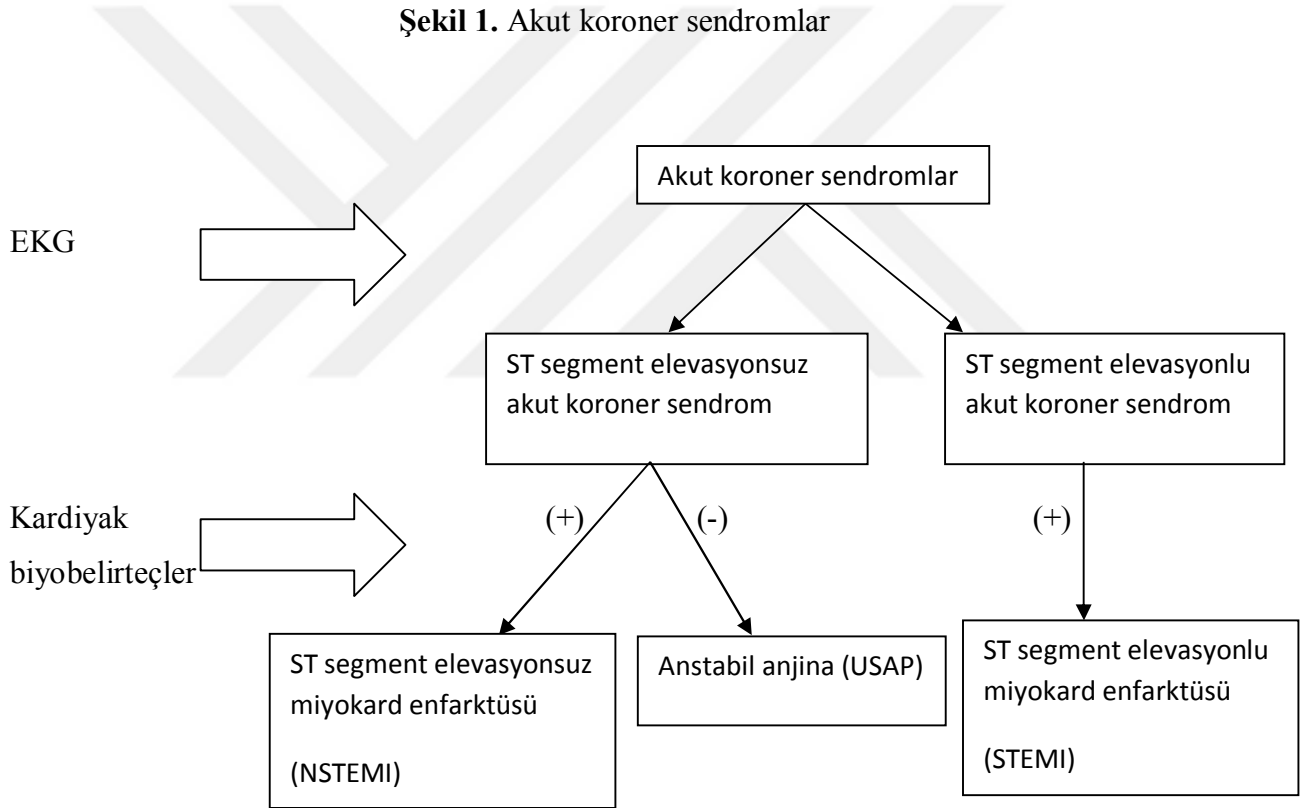 Şekil 1. Akut koroner sendromlar
Akut koroner sendromlar
EKG
ST segment elevasyonsuz
akut koroner sendrom
ST segment elevasyonlu
akut koroner sendrom
Kardiyak
biyobelirteçler
(+)
(-)
(+)
ST segment elevasyonsuz
miyokard enfarktüsü
(NSTEMI)
Anstabil anjina (USAP)
ST segment elevasyonlu
miyokard enfarktüsü
(STEMI)